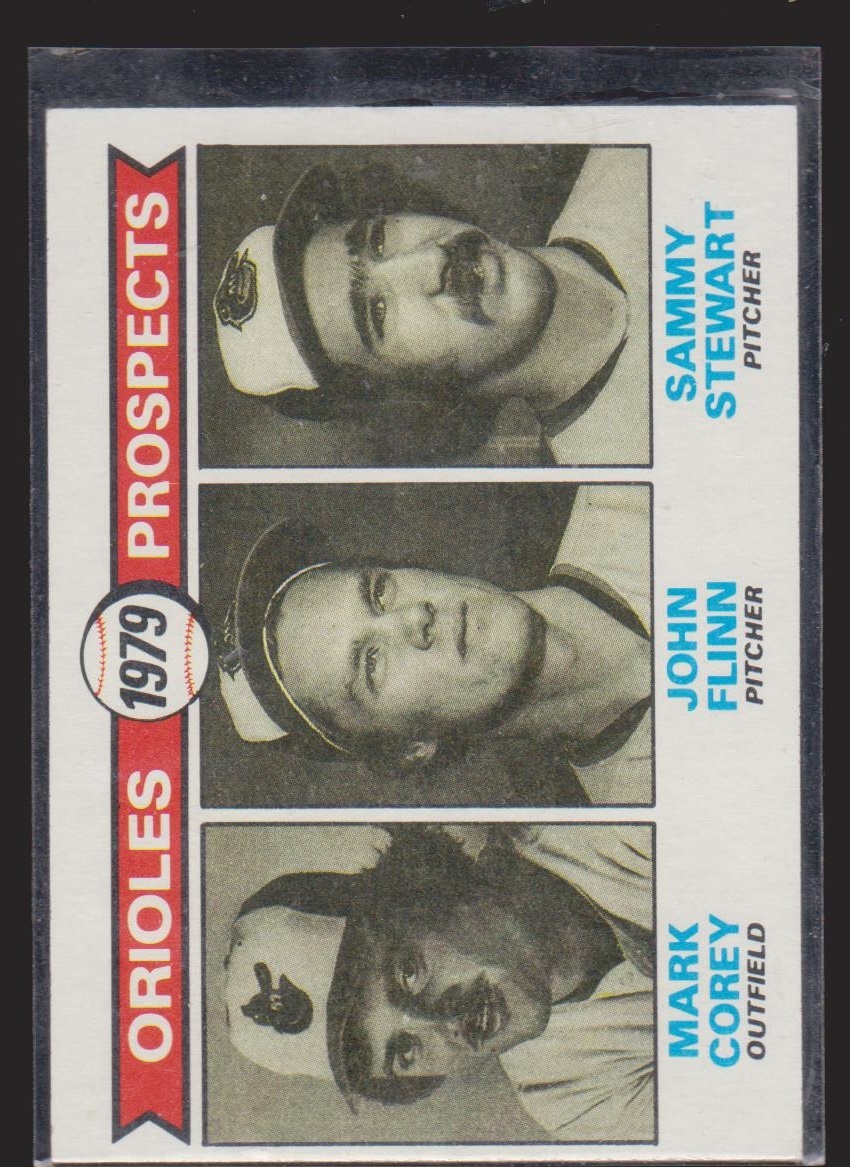 ORIOLES 1979 PROSPECTS
MARK
COREY
OUTFIELD
JOHN
FLINN
PITCHER
SAMMY
STEWART
PITCHER